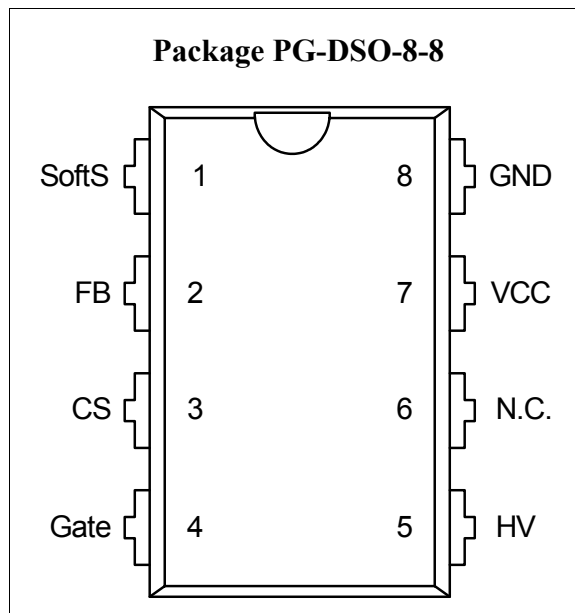 Package PG-DSO-8-8
SoftS 1 8 GND
FB 2 7 VCC
CS 3 6 N.C.
Gate 4 5 HV